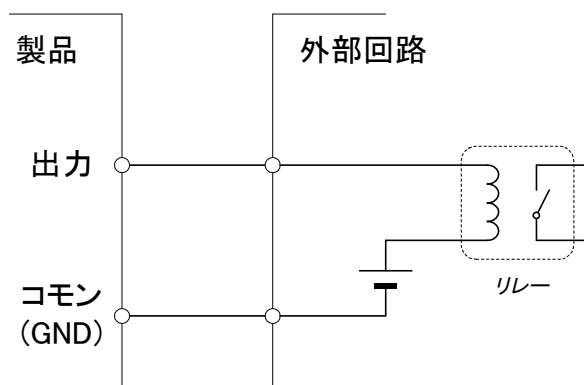 製品
外部回路
出力
コモン
（GND）
リレー